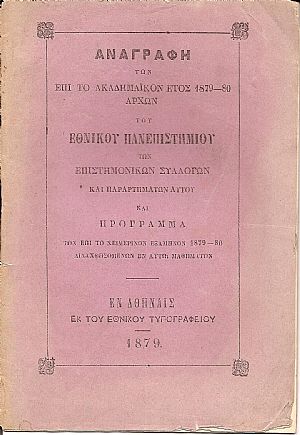 ΑΝΑΓΡΑΦΗ
ΤΩΝ
ΕΠΙ ΤΟ ΑΚΑΔΗΜΑΪΚΟΝ ΕΤΟΣ 1879—80
ΑΡΧΩΝ
ΤΟΥ
ΕΘΝΙΚΟΥ ΠΑΝΕΠΙΣΤΗΜΙΟΥ
ΤΩΝ
ΕΠΙΣΤΗΜΟΝΙΚΩΝ ΣΥΛΛΟΓΩΝ
ΚΑΙ ΠΑΡΑΡΤΗΜΑΤΩΝ ΑΥΤΟΥ
ΚΑΙ
ΠΡΟΓΡΑΜΜΑ
ΤΩΝ ΕΠΙ ΤΟ ΧΕΙΜΕΡΙΝΟΝ ΕΞΑΜΗΝΟΝ 1879—80
ΔΙΔΑΧΘΗΣΟΜΕΝΩΝ ΕΝ ΑΥΤΩ ΜΑΘΗΜΑΤΩΝ
ΕΝ ΑΘΗΝΑΙΣ
ΕΚ ΤΟΥ ΕΘΝΙΚΟΥ ΤΥΠΟΓΡΑΦΕΙΟΥ
1879.